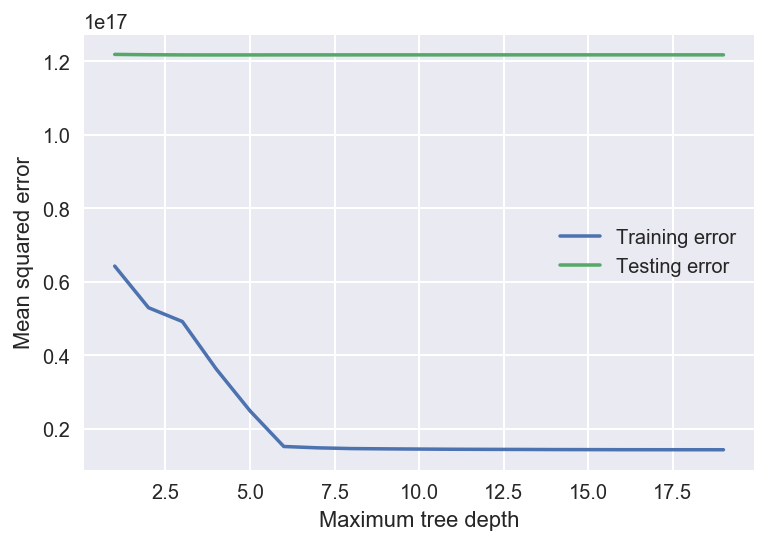 1e17
1.2
1.0
0.8
0.6
0.4
0.2
Mean squared error
Training error
Testing error
2.5 5.0 7.5 10.0 12.5 15.0 17.5
Maximum tree depth